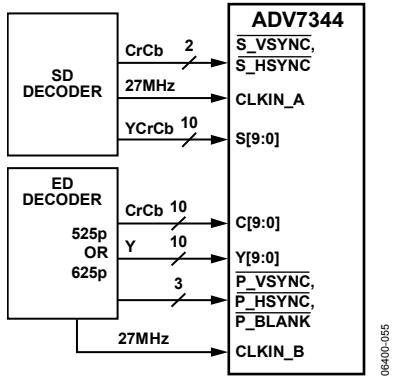 ADV7344
SD
DECODER
CrCb 2
S_VSYNC,
S_HSYNC
27MHz
CLKIN_A
YCrCb 10
S[9:0]
ED
DECODER
525p
OR
625p
CrCb 10
C[9:0]
Y 10
Y[9:0]
3
P_VSYNC,
P_HSYNC,
P_BLANK
27MHz
CLKIN_B
06400-055